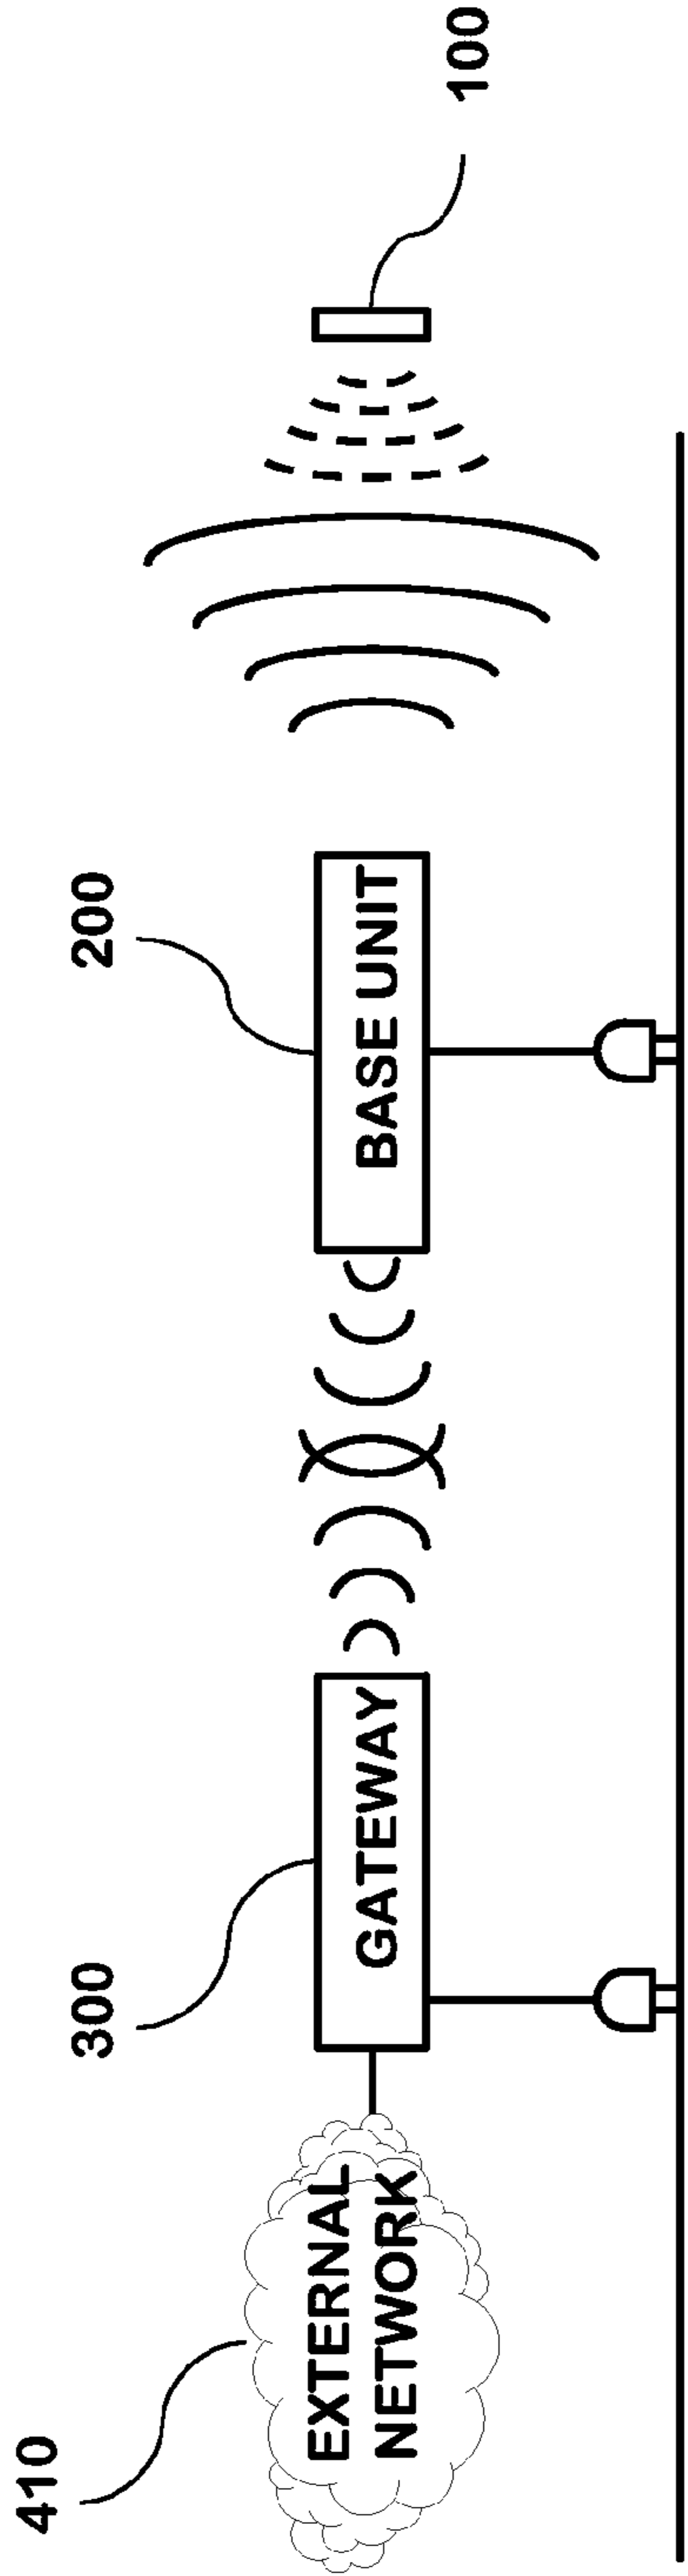 410
EXTERNAL
NETWORK
300
GATEWAY
200
BASE UNIT
100